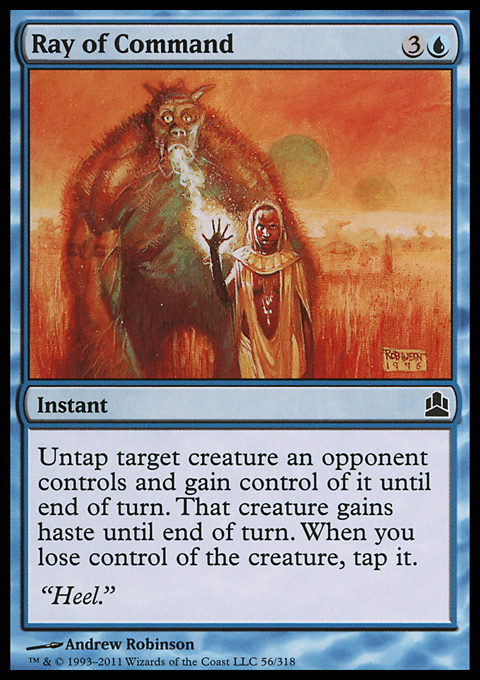 Ray of Command
3
ROBINSON
1996
Instant
Untap target creature an opponent
controls and gain control of it until
end of turn. That creature gains
haste until end of turn. When you
lose control of the creature, tap it.
“Heel.”
Andrew Robinson
™ & © 1993–2011 Wizards of the Coast LLC 56/318